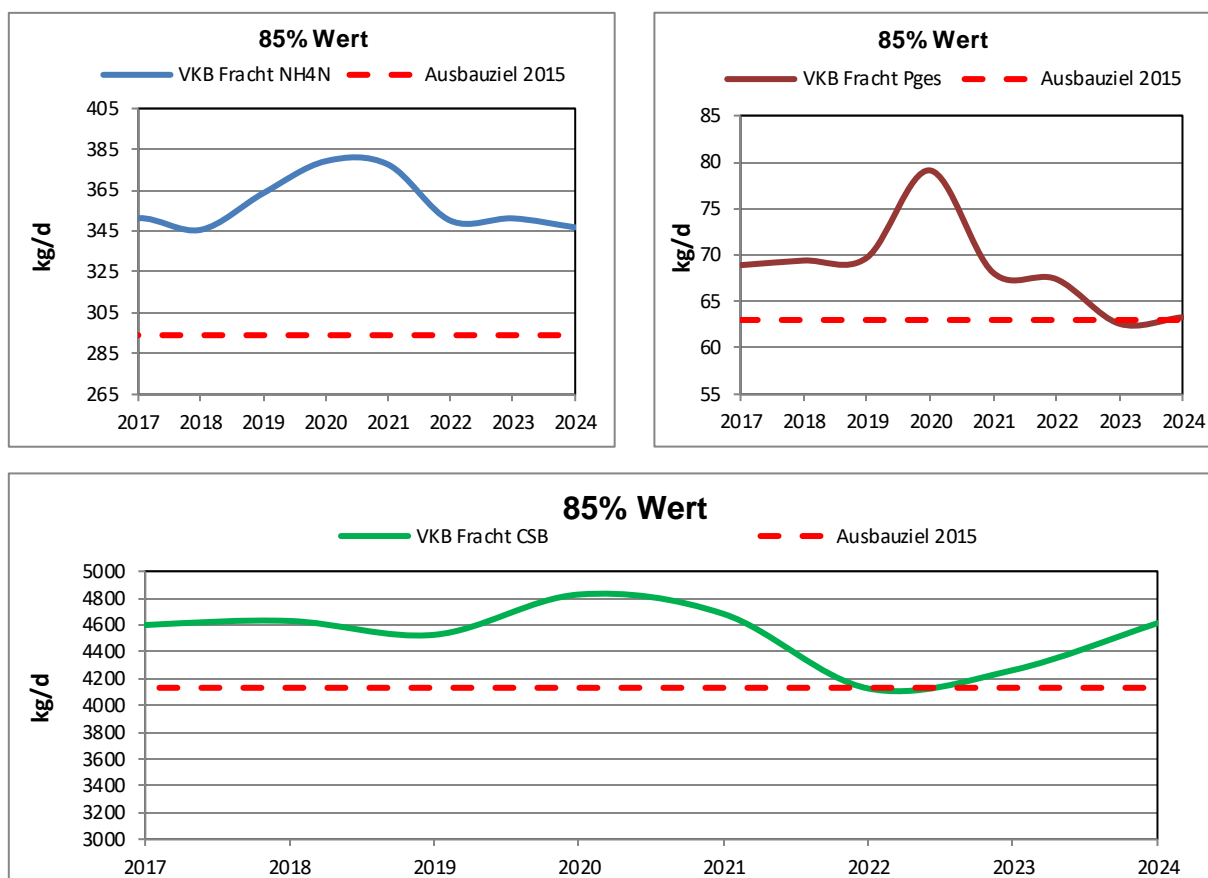 85% Wert
VKB Fracht NH4N Ausbauziel 2015
405
385
365
345
325
305
285
265
kg/d
2017 2018 2019 2020 2021 2022 2023 2024
85% Wert
VKB Fracht Pges Ausbauziel 2015
85
80
75
70
65
60
55
kg/d
2017 2018 2019 2020 2021 2022 2023 2024
85% Wert
VKB Fracht CSB Ausbauziel 2015
5000
4800
4600
4400
4200
4000
3800
3600
3400
3200
3000
kg/d
2017 2018 2019 2020 2021 2022 2023 2024